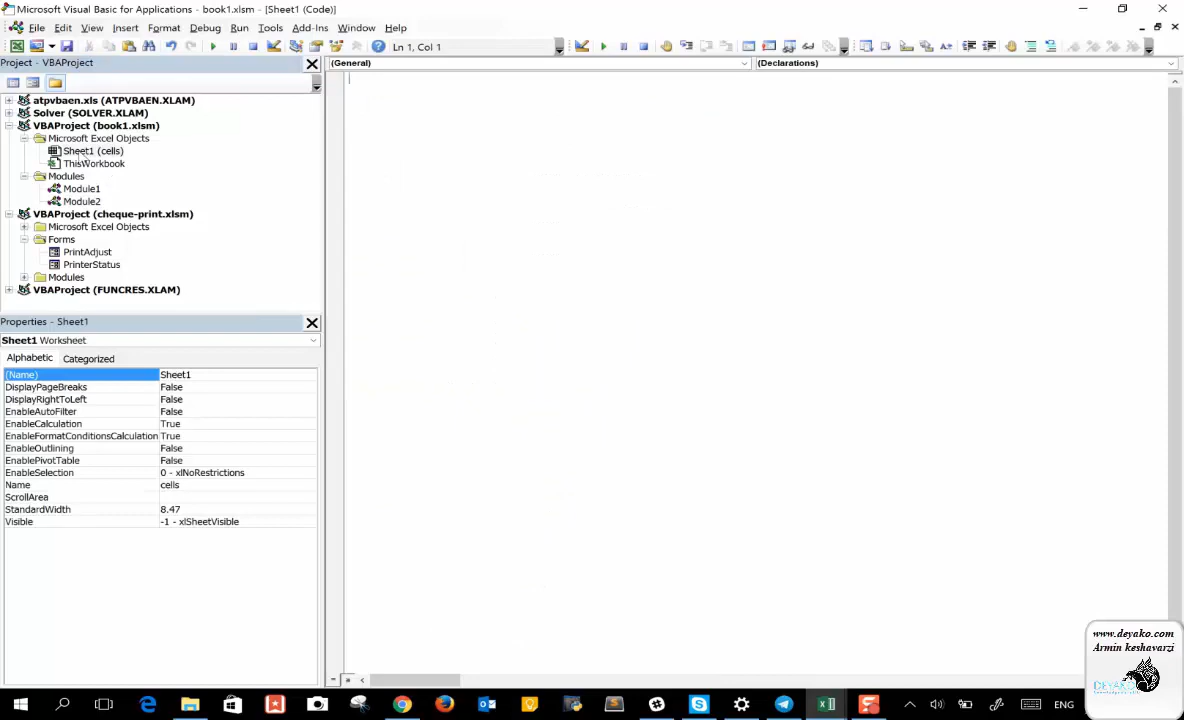 Microsoft Visual Basic for Applications - book1.xlsm - [Sheet1 (Code)]
File Edit View Insert Format Debug Run Tools Add-Ins Window Help
Ln 1, Col 1
Project - VBAProject
(General)
(Declarations)
atpvbaen.xls (ATPVBAEN.XLAM)
Solver (SOLVER.XLAM)
VBAProject (book1.xlsm)
Microsoft Excel Objects
Sheet1 (cells)
ThisWorkbook
Modules
Module1
Module2
VBAProject (cheque-print.xlsm)
Microsoft Excel Objects
Forms
PrintAdjust
PrinterStatus
Modules
VBAProject (FUNCRES.XLAM)
Properties - Sheet1
Sheet1 Worksheet
Alphabetic Categorized
(Name) Sheet1
DisplayPageBreaks False
DisplayRightToLeft False
EnableAutoFilter False
EnableCalculation True
EnableFormatConditionsCalculation True
EnableOutlining False
EnablePivotTable False
EnableSelection 0 - xlNoRestrictions
Name cells
ScrollArea
StandardWidth 8.47
Visible -1 - xlSheetVisible
www.deyako.com
Armin keshavarzi
DEYAKO
ENG